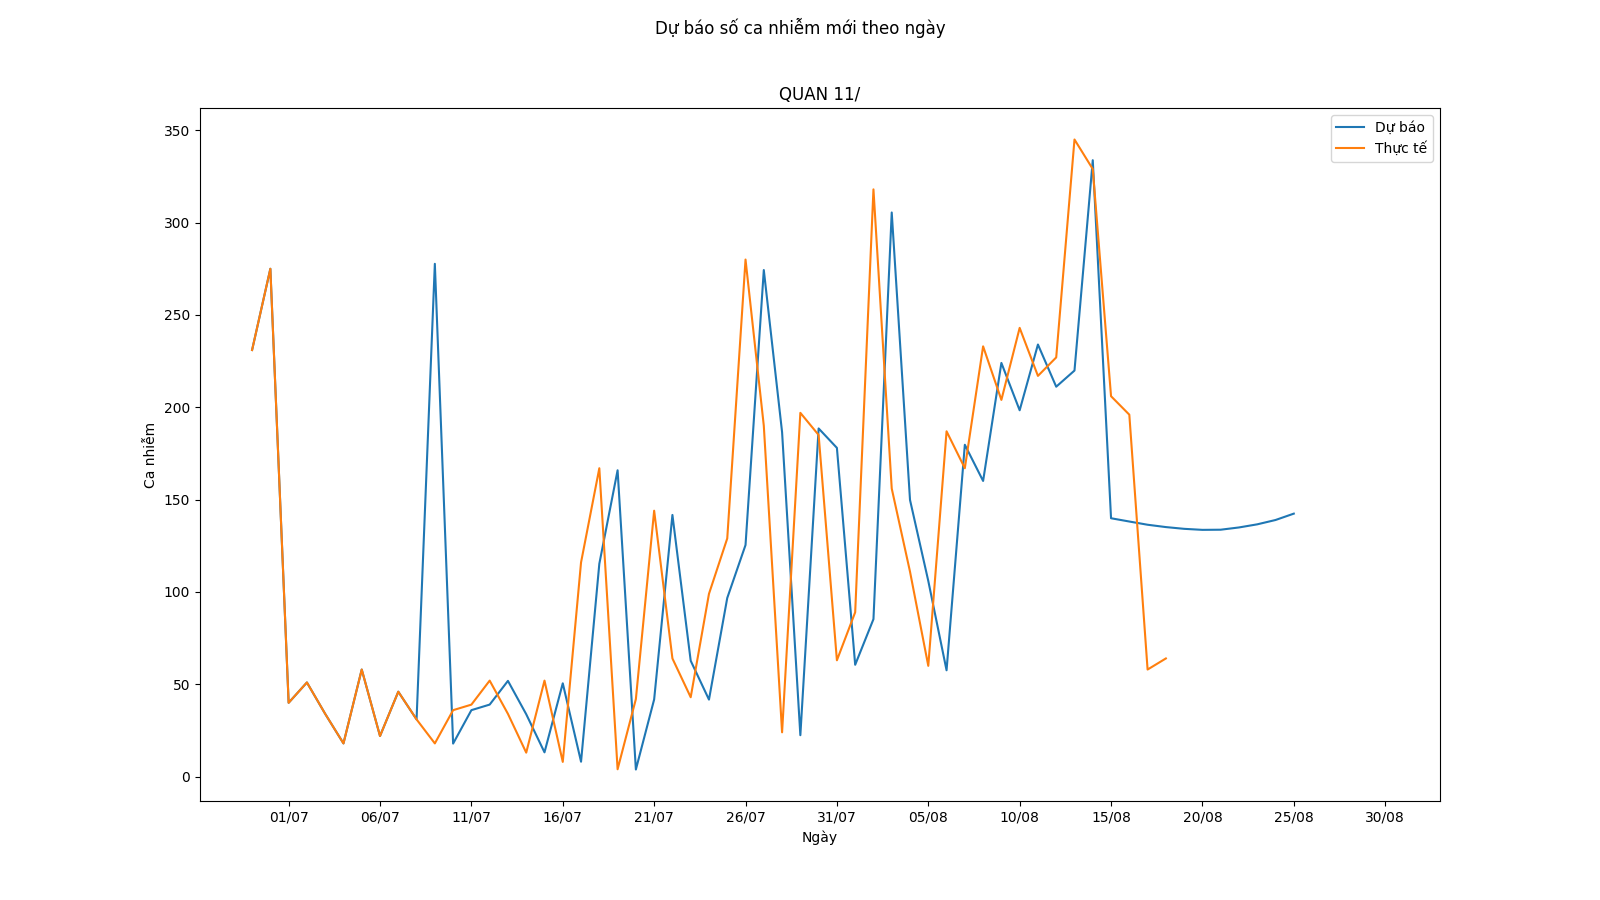 Dự báo số ca nhiễm mới theo ngày
QUAN 11/
Dự báo
Thực tế
350
300
250
200
150
100
50
0
Ca nhiễm
01/07 06/07 11/07 16/07 21/07 26/07 31/07 05/08 10/08 15/08 20/08 25/08 30/08
Ngày